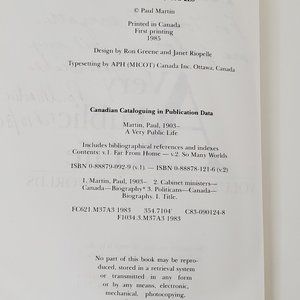 © Paul Martin
Printed in Canada
First printing
1985
Design by Ron Greene and Janet Riopelle
Typesetting by APH (MICOT) Canada Inc. Ottawa, Canada
Canadian Cataloguing in Publication Data
Martin, Paul, 1903–
A Very Public Life
Includes bibliographical references and indexes
Contents: v.1. Far From Home — v.2. So Many Worlds
ISBN 0-88879-092-9 (v.1). — ISBN 0-88878-121-6 (v.2)
1. Martin, Paul, 1903– 2. Cabinet ministers—
Canada—Biography* 3. Politicians—Canada—
Biography. I. Title.
FC621.M37A3 1983 354.7104' C83-090124-8
F1034.3.M37A3 1983
No part of this book may be repro-
duced, stored in a retrieval system
or transmitted in any form
or by any means, electronic,
mechanical, photocopying,